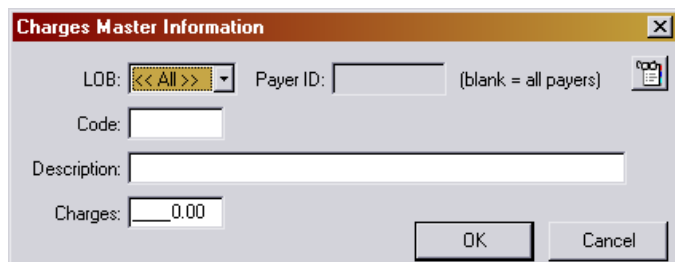 Charges Master Information
LOB: << All >> Payer ID: (blank = all payers)
Code:
Description:
Charges: ____0.00
OK Cancel